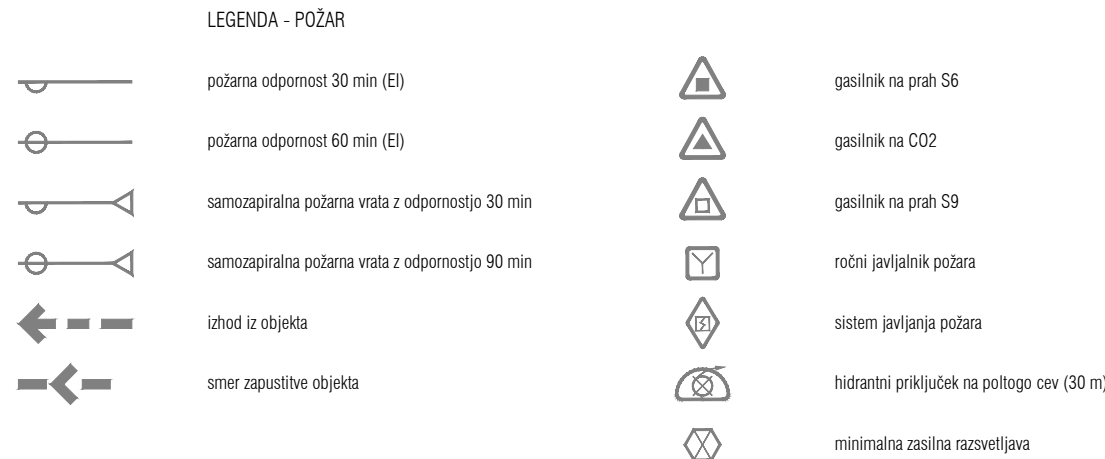 LEGENDA - POŽAR
požarna odpornost 30 min (EI)
požarna odpornost 60 min (EI)
samozapiralna požarna vrata z odpornostjo 30 min
samozapiralna požarna vrata z odpornostjo 90 min
izhod iz objekta
smer zapustitve objekta
gasilnik na prah S6
gasilnik na CO2
gasilnik na prah S9
ročni javljalnik požara
sistem javljanja požara
hidrantni priključek na poltogo cev (30 m)
minimalna zasilna razsvetljava